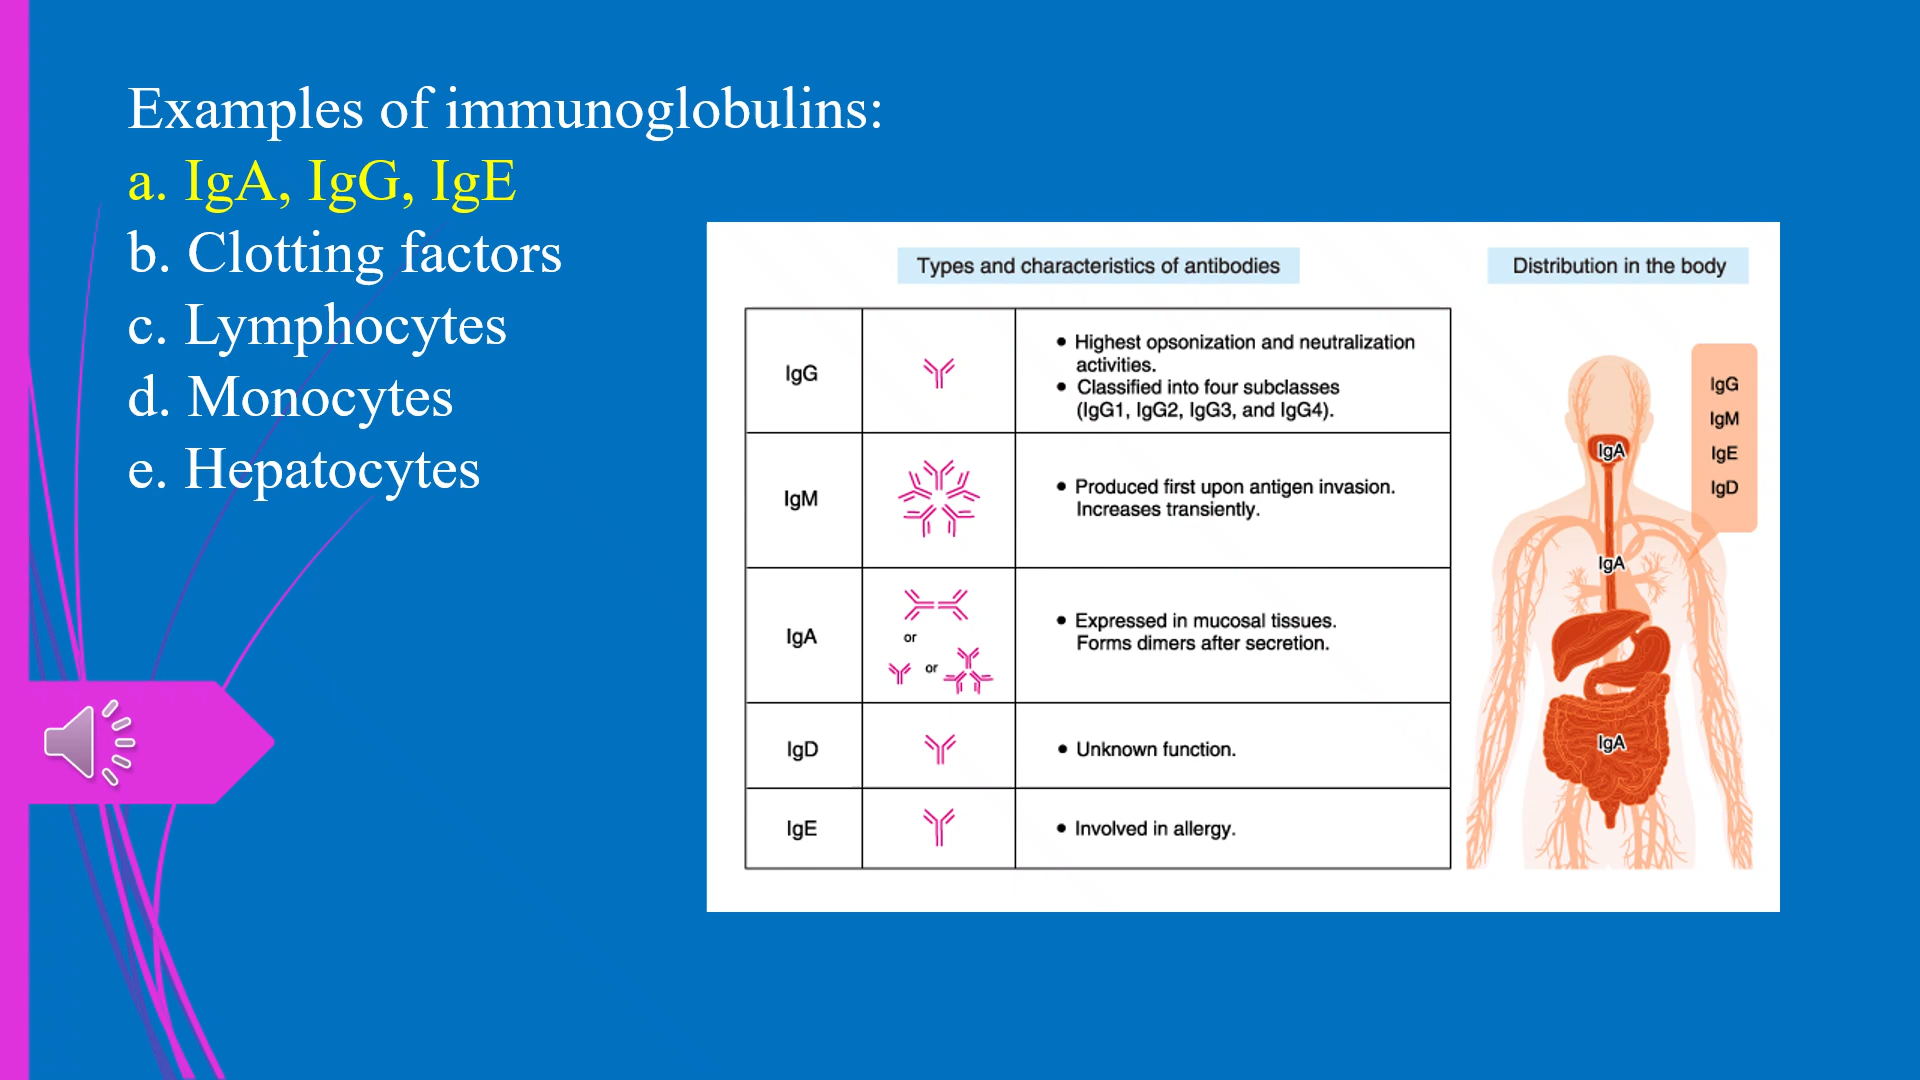 Examples of immunoglobulins:
a. IgA, IgG, IgE
b. Clotting factors
c. Lymphocytes
d. Monocytes
e. Hepatocytes
Types and characteristics of antibodies
IgG
• Highest opsonization and neutralization
activities.
• Classified into four subclasses
(IgG1, IgG2, IgG3, and IgG4).
IgM
• Produced first upon antigen invasion.
Increases transiently.
IgA
or
or
• Expressed in mucosal tissues.
Forms dimers after secretion.
IgD
• Unknown function.
IgE
• Involved in allergy.
Distribution in the body
IgG
IgM
IgE
IgD
IgA
IgA
IgA